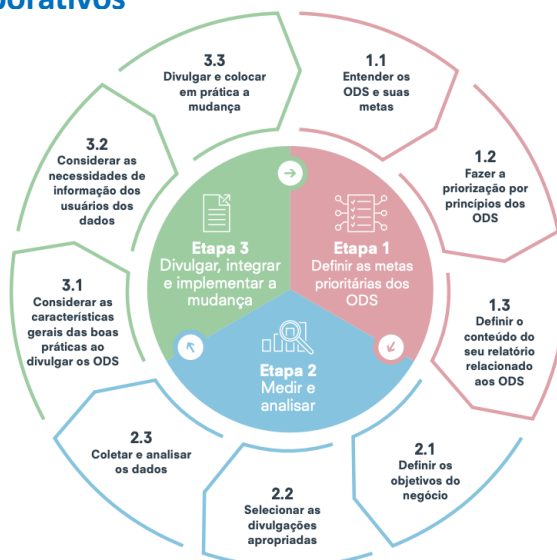 3.3
Divulgar e colocar
em prática a
mudança
1.1
Entender os
ODS e suas
metas
1.2
Fazer a
priorização por
princípios dos
ODS
1.3
Definir o
conteúdo do
seu relatório
relacionado
aos ODS
2.1
Definir os
objetivos do
negócio
2.2
Selecionar as
divulgações
apropriadas
2.3
Coletar e analisar
os dados
3.1
Considerar as
características
gerais das boas
práticas ao
divulgar os ODS
3.2
Considerar as
necessidades de
informação dos
usuários dos
dados
Etapa 1
Definir as metas
prioritárias dos
ODS
Etapa 2
Medir e
analisar
Etapa 3
Divulgar, integrar
e implementar a
mudança